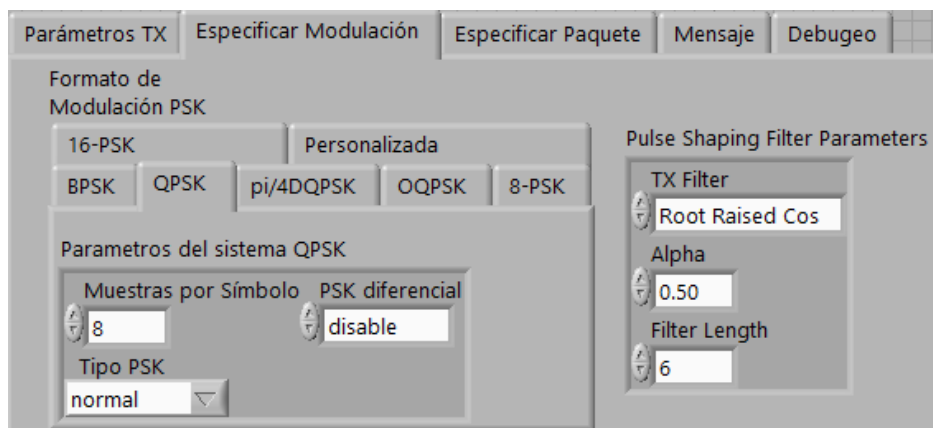 Parámetros TX Especificar Modulación Especificar Paquete Mensaje Debugeo
Formato de
Modulación PSK
16-PSK Personalizada
BPSK QPSK pi/4DQPSK OQPSK 8-PSK
Parametros del sistema QPSK
Muestras por Símbolo PSK diferencial
8 disable
Tipo PSK
normal
Pulse Shaping Filter Parameters
TX Filter
Root Raised Cos
Alpha
0.50
Filter Length
6